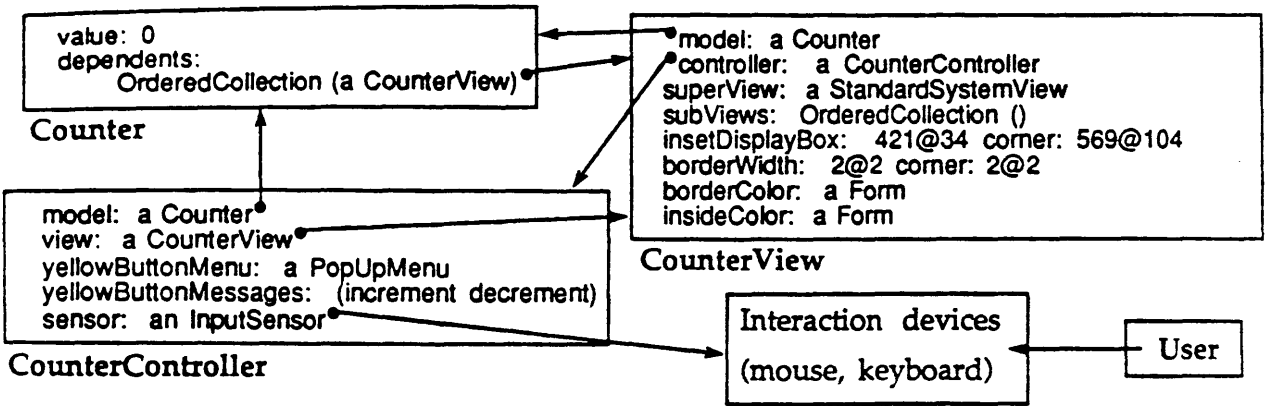 value: 0
dependents:
OrderedCollection (a CounterView)
Counter
model: a Counter
controller: a CounterController
superView: a StandardSystemView
subViews: OrderedCollection ()
insetDisplayBox: 421@34 corner: 569@104
borderWidth: 2@2 corner: 2@2
borderColor: a Form
insideColor: a Form
CounterView
model: a Counter
view: a CounterView
yellowButtonMenu: a PopUpMenu
yellowButtonMessages: (increment decrement)
sensor: an InputSensor
CounterController
Interaction devices
(mouse, keyboard)
User